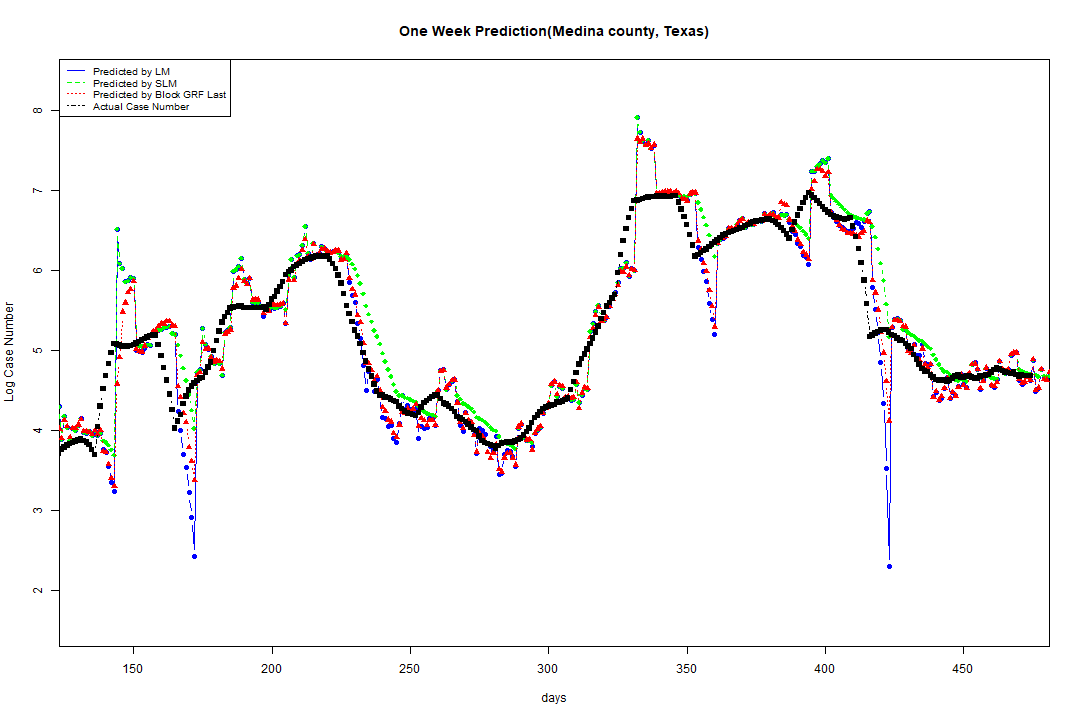 One Week Prediction(Medina county, Texas)
Predicted by LM
Predicted by SLM
Predicted by Block GRF Last
Actual Case Number
8
7
6
5
4
3
2
Log Case Number
150 200 250 300 350 400 450
days